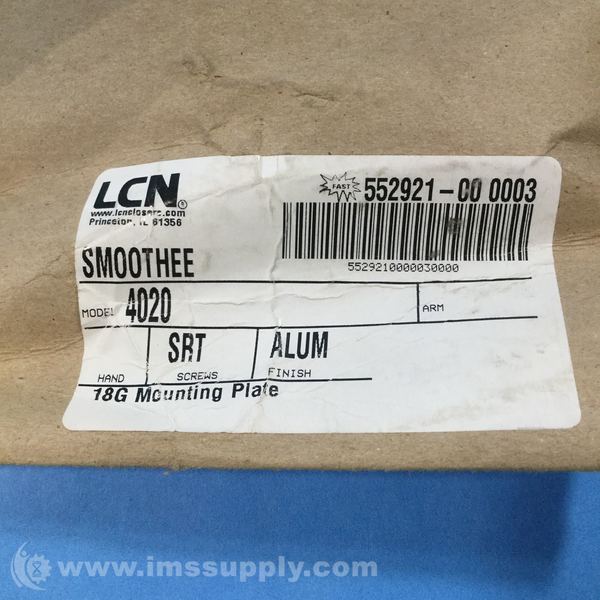 LCN®
www.lcnclosers.com
Princeton, IL 61356
FAST 552921-00 0003
5529210000030000
SMOOTHEE
MODEL 4020
ARM
HAND
SRT
SCREWS
ALUM
FINISH
18G Mounting Plate
www.imssupply.com